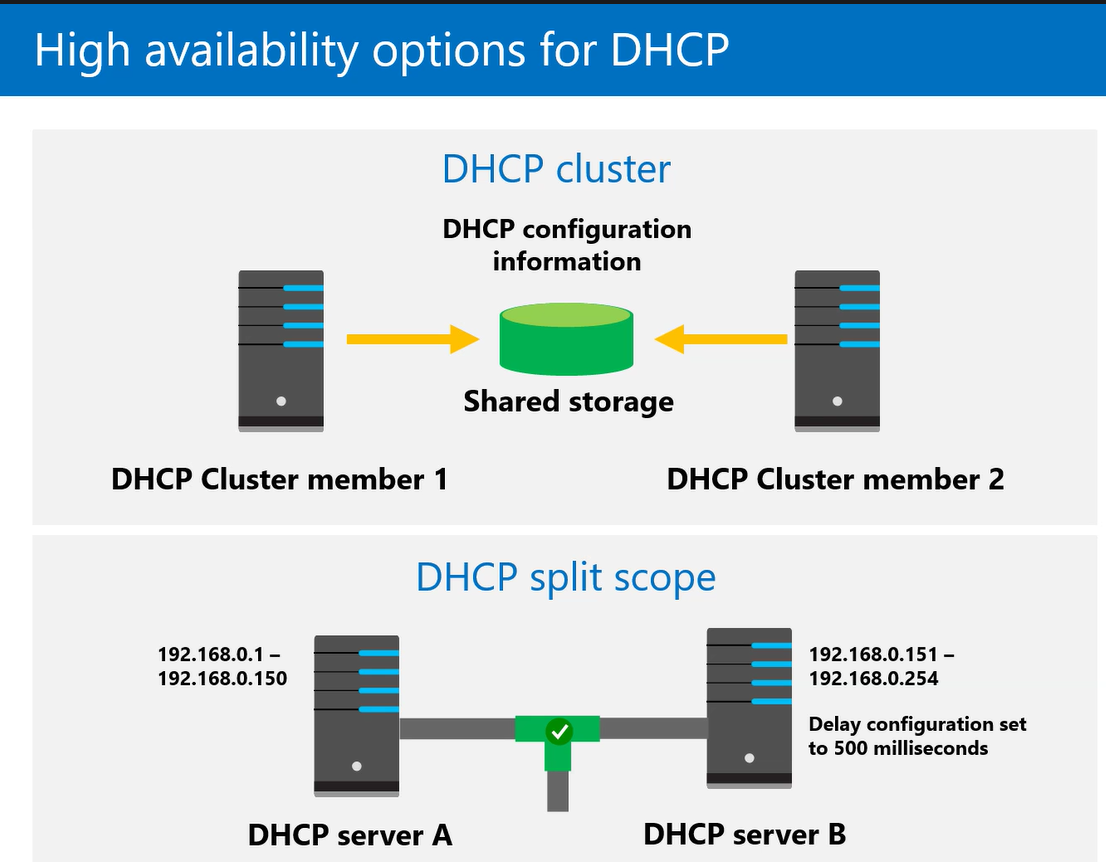 High availability options for DHCP
DHCP cluster
DHCP configuration
information
Shared storage
DHCP Cluster member 1
DHCP Cluster member 2
DHCP split scope
192.168.0.1 –
192.168.0.150
192.168.0.151 –
192.168.0.254
Delay configuration set
to 500 milliseconds
DHCP server A
DHCP server B